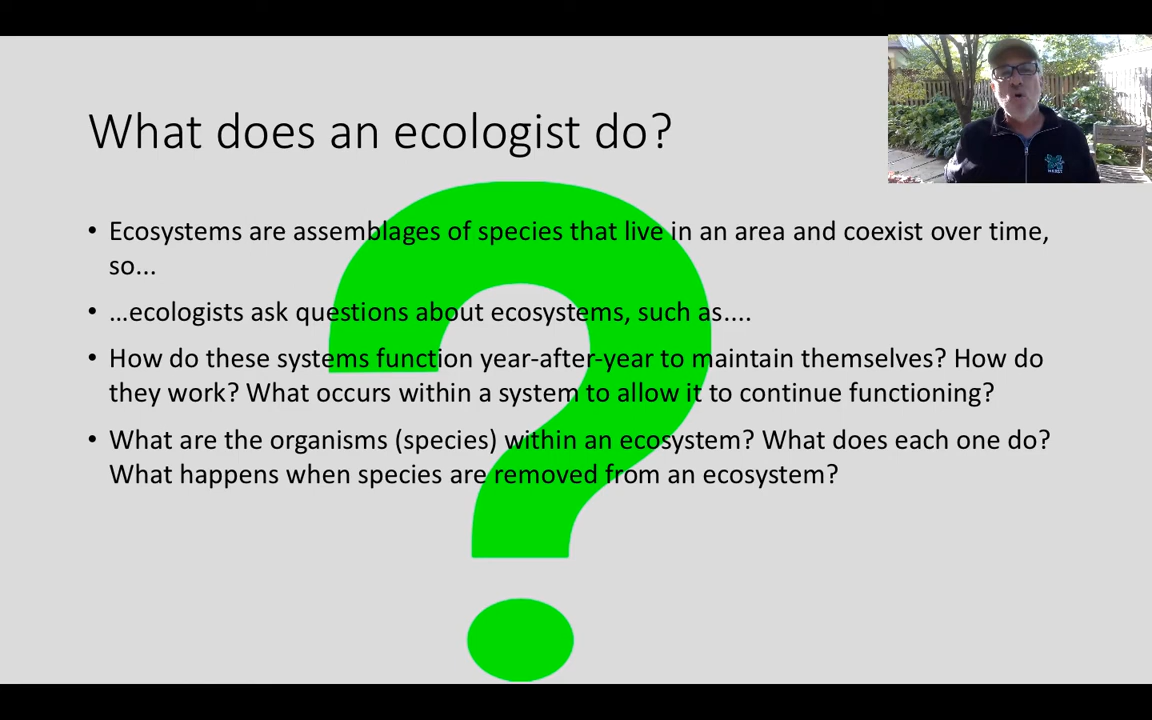 What does an ecologist do?
• Ecosystems are assemblages of species that live in an area and coexist over time,
so...
• …ecologists ask questions about ecosystems, such as....
• How do these systems function year-after-year to maintain themselves? How do
they work? What occurs within a system to allow it to continue functioning?
• What are the organisms (species) within an ecosystem? What does each one do?
What happens when species are removed from an ecosystem?